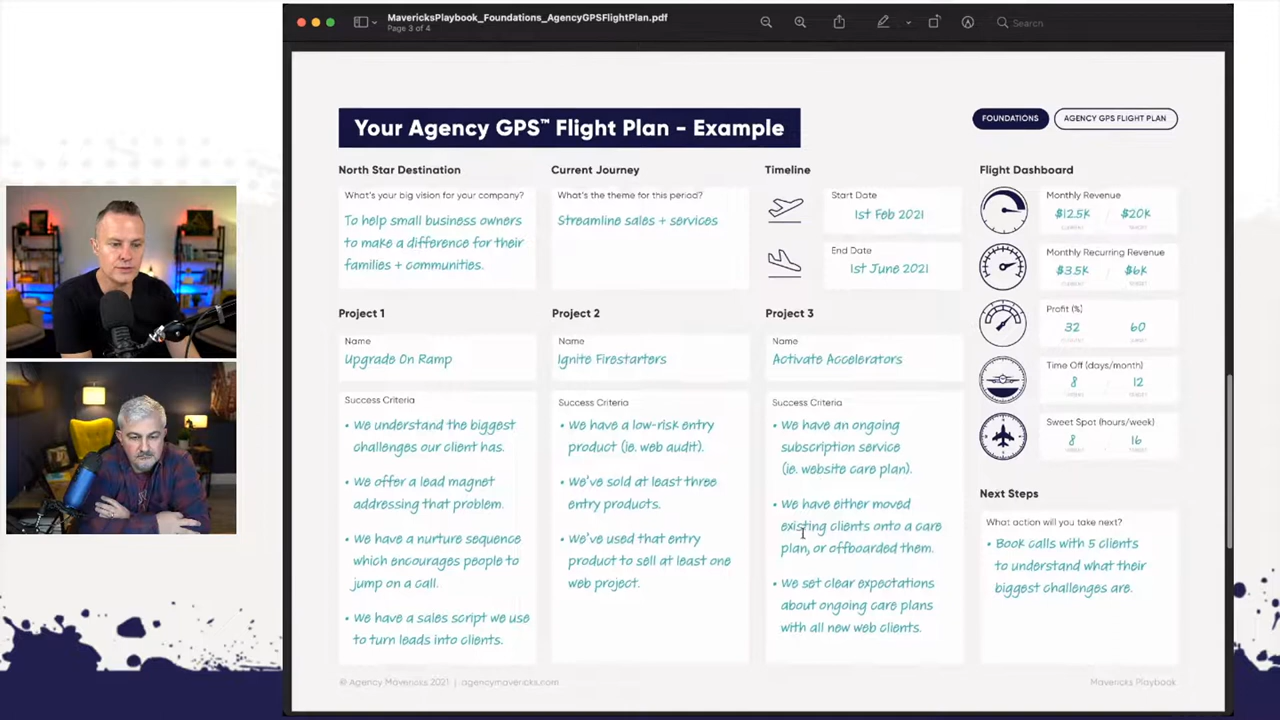 MavericksPlaybook_Foundations_AgencyGPSFlightPlan.pdf
Page 3 of 4
Search
Your Agency GPS™ Flight Plan - Example
FOUNDATIONS
AGENCY GPS FLIGHT PLAN
North Star Destination
What's your big vision for your company?
To help small business owners
to make a difference for their
families + communities.
Current Journey
What's the theme for this period?
Streamline sales + services
Timeline
Start Date
1st Feb 2021
End Date
1st June 2021
Flight Dashboard
Monthly Revenue
$12.5K / $20K
CURRENT TARGET
Monthly Recurring Revenue
$3.5K / $6K
CURRENT TARGET
Profit (%)
32 60
CURRENT TARGET
Time Off (days/month)
8 12
CURRENT TARGET
Sweet Spot (hours/week)
8 16
CURRENT TARGET
Project 1
Name
Upgrade On Ramp
Success Criteria
• We understand the biggest
challenges our client has.
• We offer a lead magnet
addressing that problem.
• We have a nurture sequence
which encourages people to
jump on a call.
• We have a sales script we use
to turn leads into clients.
Project 2
Name
Ignite Firestarters
Success Criteria
• We have a low-risk entry
product (ie. web audit).
• We've sold at least three
entry products.
• We've used that entry
product to sell at least one
web project.
Project 3
Name
Activate Accelerators
Success Criteria
• We have an ongoing
subscription service
(ie. website care plan).
• We have either moved
existing clients onto a care
plan, or offboarded them.
• We set clear expectations
about ongoing care plans
with all new web clients.
Next Steps
What action will you take next?
• Book calls with 5 clients
to understand what their
biggest challenges are.
© Agency Mavericks 2021 | agencymavericks.com
Mavericks Playbook